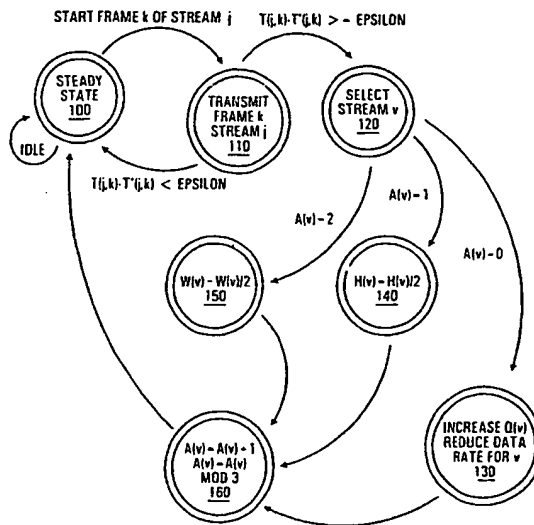 START FRAME k OF STREAM j
T(j,k)-T*(j,k) >= EPSILON
STEADY
STATE
100
TRANSMIT
FRAME k
STREAM j
110
SELECT
STREAM v
120
IDLE
T(j,k)-T*(j,k) < EPSILON
A(v)=2
A(v)=1
A(v)=0
W(v)=W(v)/2
150
H(v)=H(v)/2
140
A(v)=A(v)+1
A(v)=A(v)
MOD 3
160
INCREASE Q(v)
REDUCE DATA
RATE FOR v
130